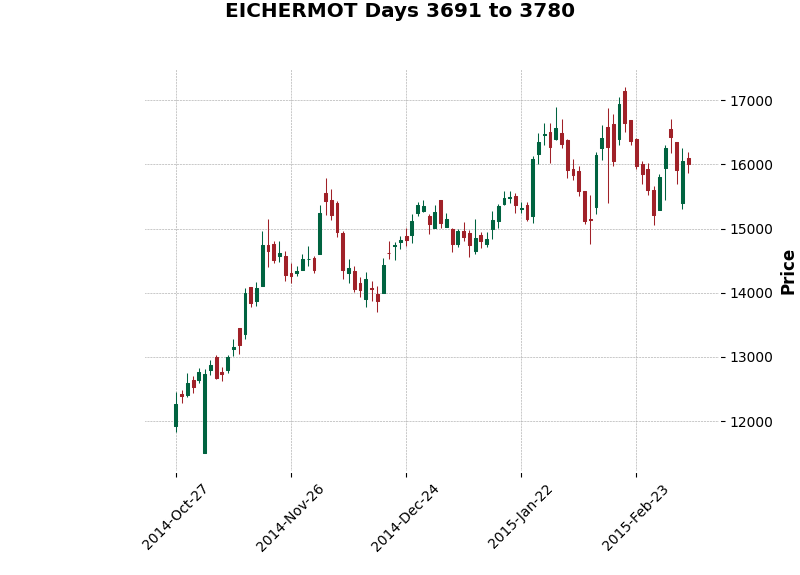 EICHERMOT Days 3691 to 3780
17000
16000
15000
14000
13000
12000
Price
2014-Oct-27
2014-Nov-26
2014-Dec-24
2015-Jan-22
2015-Feb-23